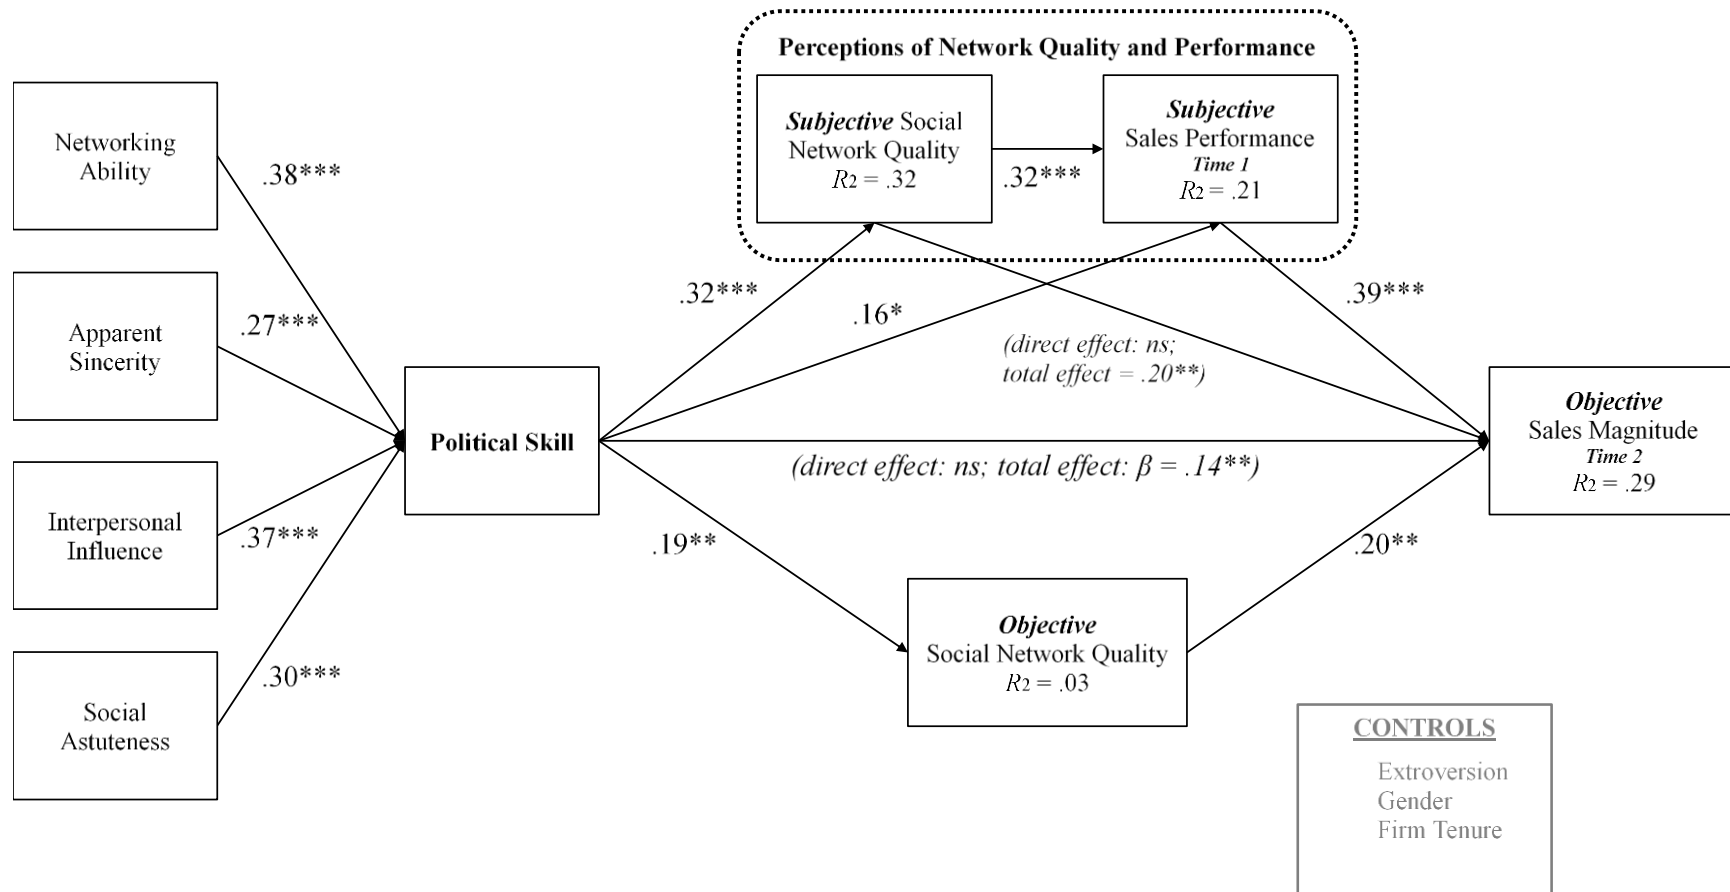 Perceptions of Network Quality and Performance
Networking
Ability
.38***
Apparent
Sincerity
.27***
Interpersonal
Influence
.37***
Social
Astuteness
.30***
Political Skill
Subjective Social
Network Quality
R2 = .32
.32***
Subjective
Sales Performance
Time 1
R2 = .21
.32***
.16*
.39***
(direct effect: ns;
total effect = .20**)
(direct effect: ns; total effect: β = .14**)
.19**
.20**
Objective
Social Network Quality
R2 = .03
Objective
Sales Magnitude
Time 2
R2 = .29
CONTROLS
Extroversion
Gender
Firm Tenure